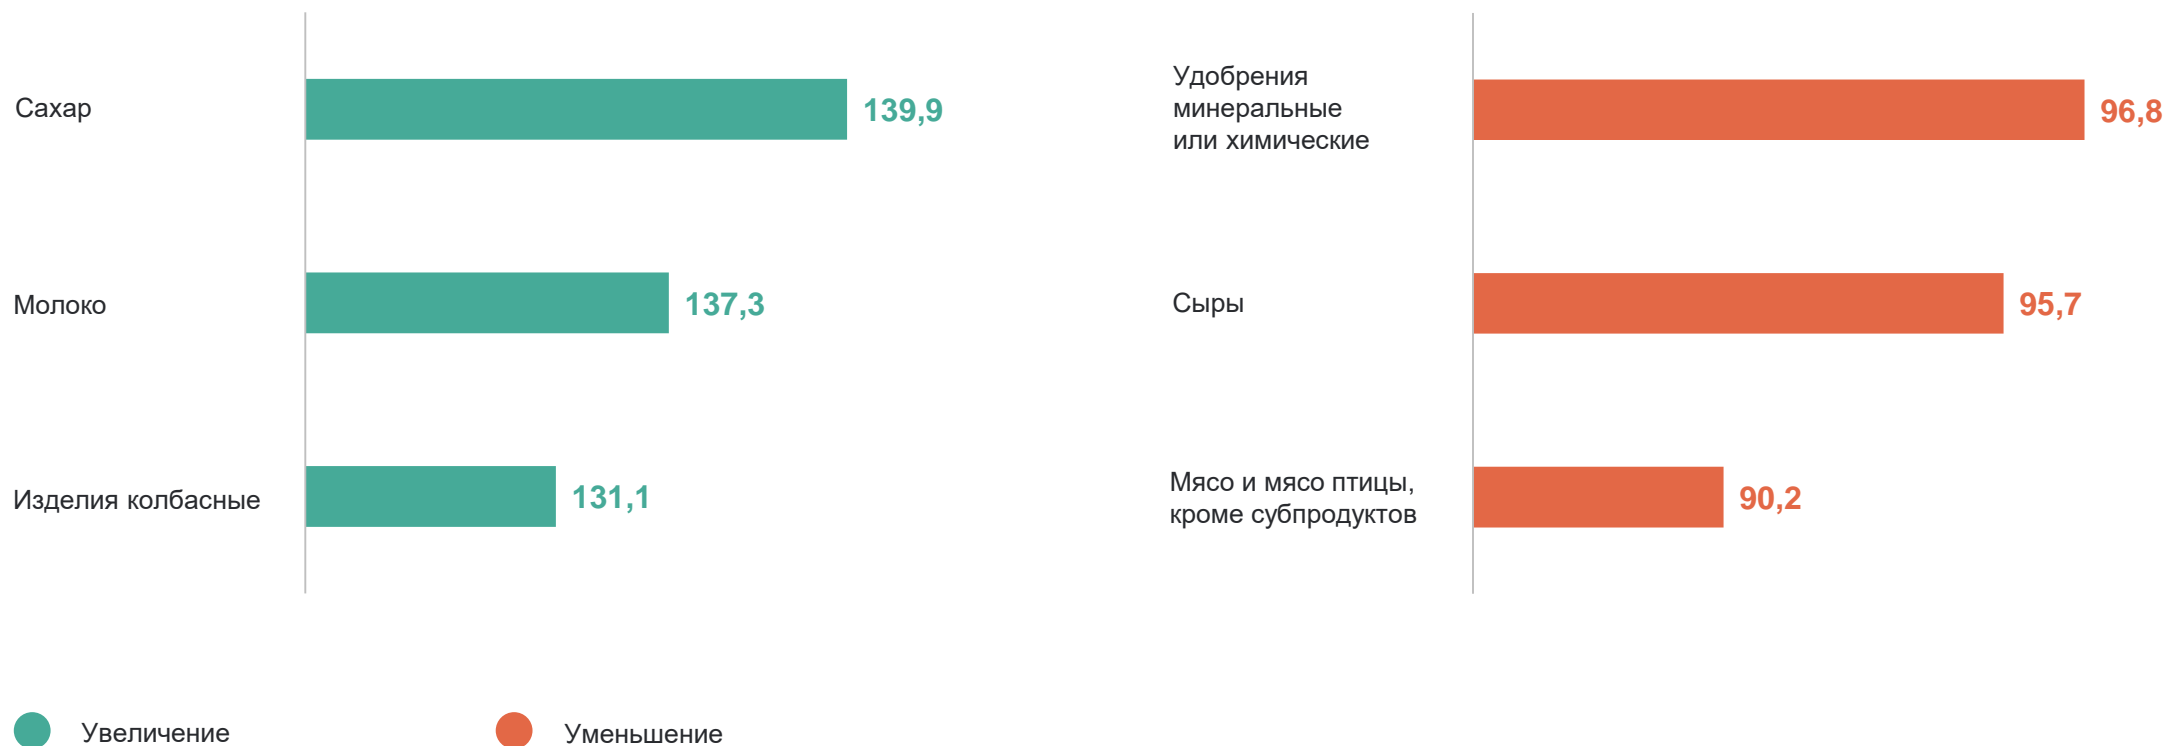 Сахар
139,9
Молоко
137,3
Изделия колбасные
131,1
Удобрения
минеральные
или химические
96,8
Сыры
95,7
Мясо и мясо птицы,
кроме субпродуктов
90,2
Увеличение
Уменьшение